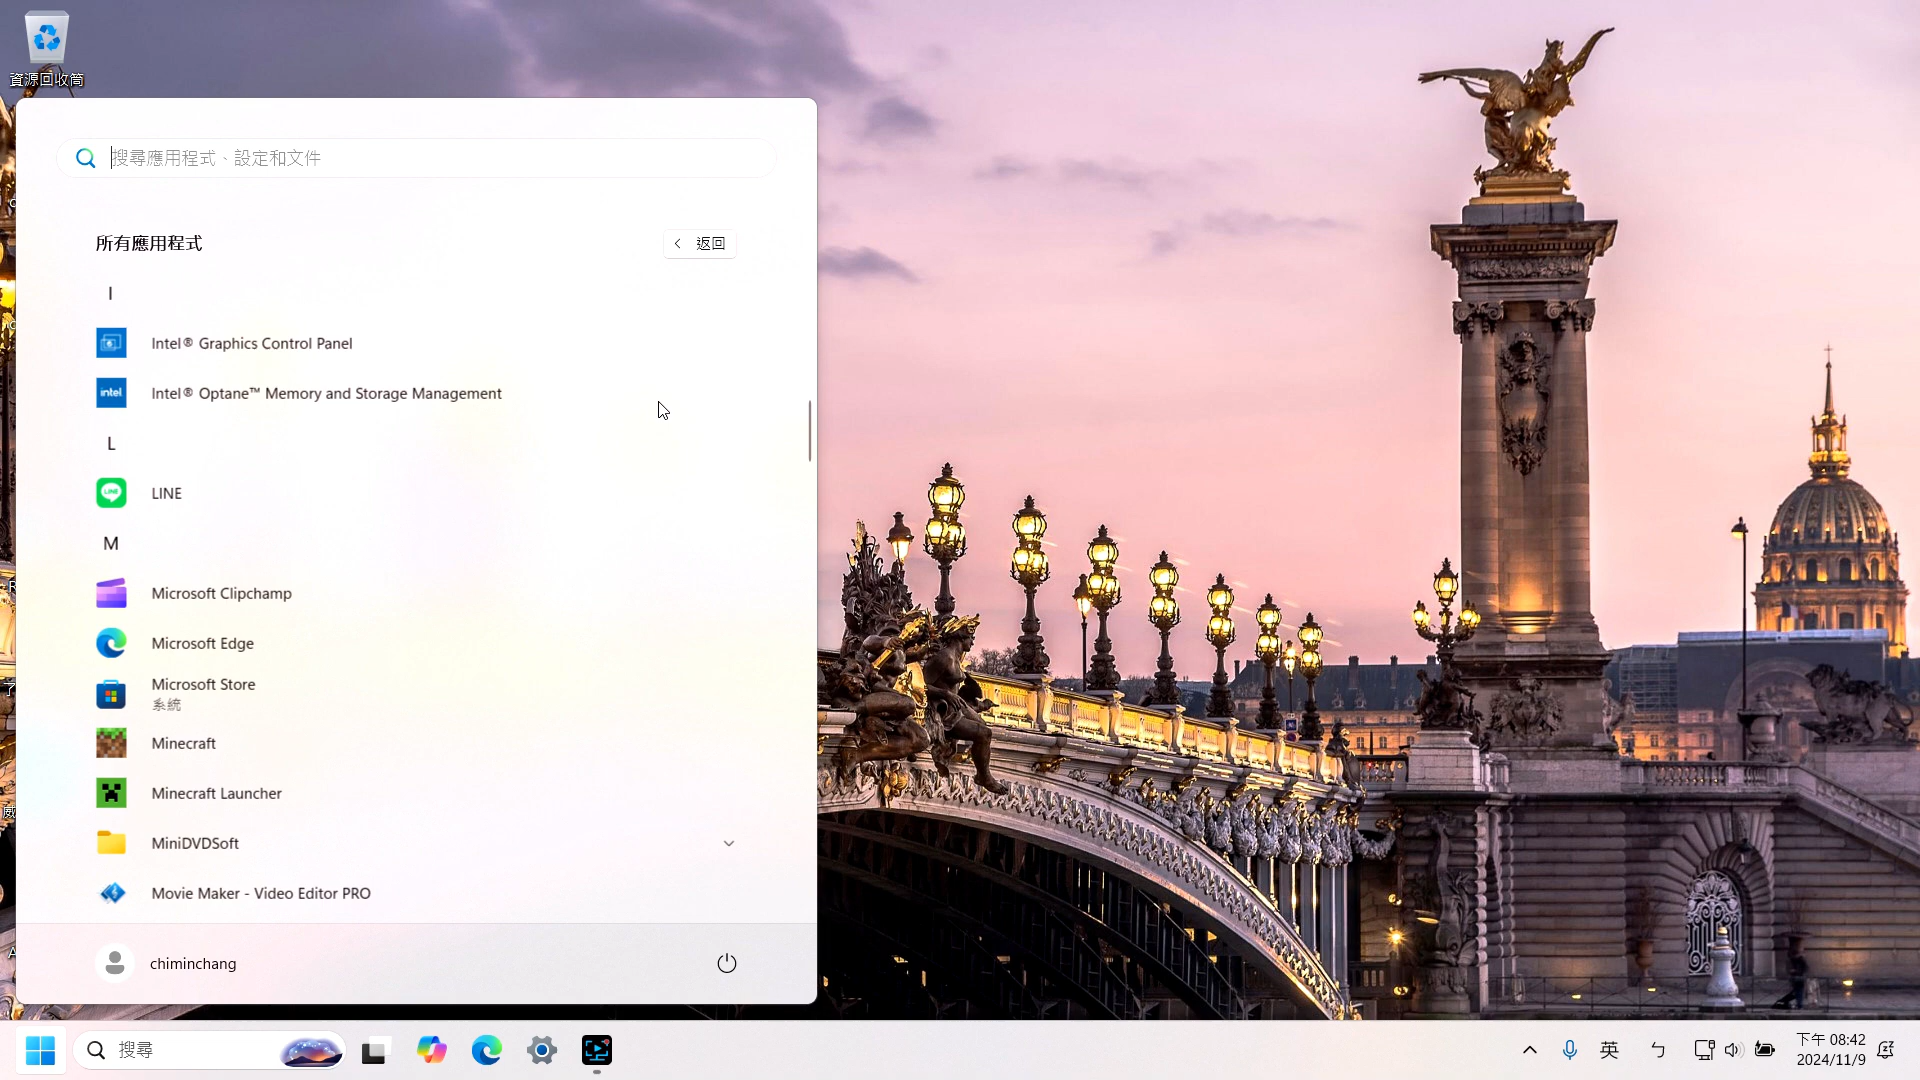 資源回收筒
搜尋應用程式、設定和文件
所有應用程式
返回
I
Intel® Graphics Control Panel
intel
Intel® Optane™ Memory and Storage Management
L
LINE
LINE
M
Microsoft Clipchamp
Microsoft Edge
Microsoft Store
系統
Minecraft
Minecraft Launcher
MiniDVDSoft
Movie Maker - Video Editor PRO
chiminchang
搜尋
英
ㄅ
下午 08:42
2024/11/9